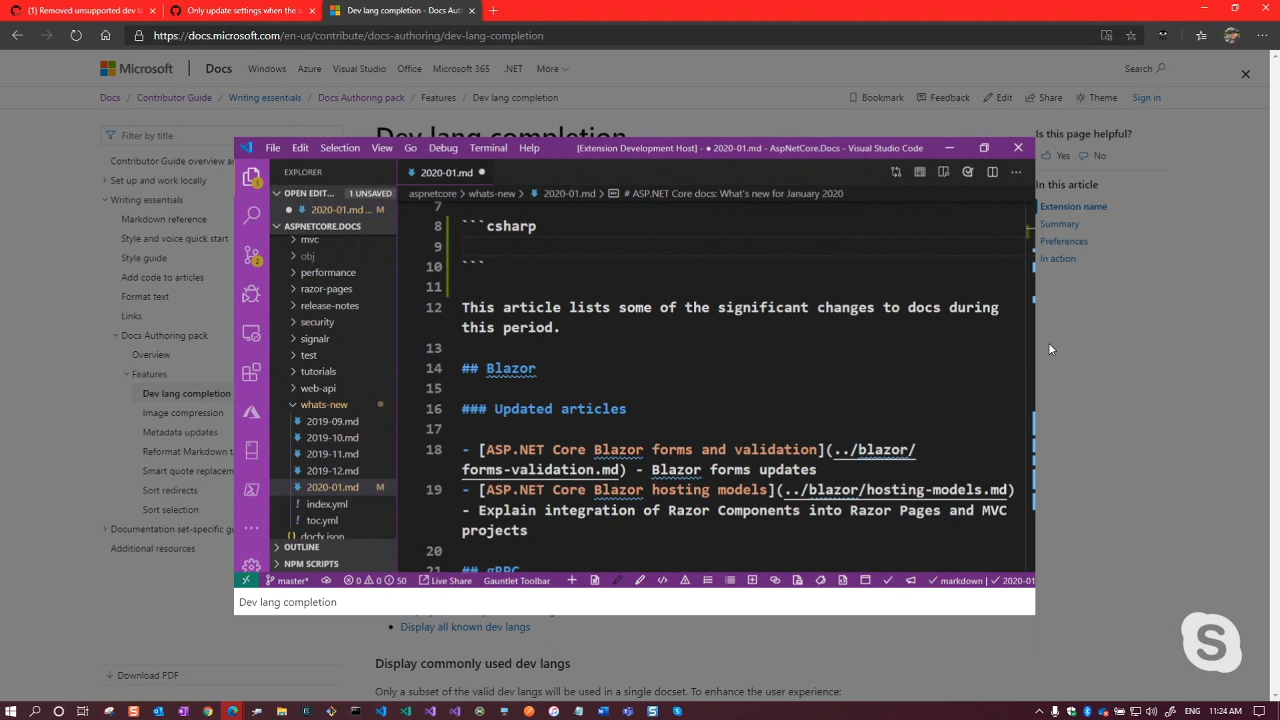 (1) Removed unsupported dev la
Only update settings when the u
Dev lang completion - Docs Auth
https://docs.microsoft.com/en-us/contribute/docs-authoring/dev-lang-completion
Microsoft
Docs
Windows
Azure
Visual Studio
Office
Microsoft 365
.NET
More
Search
Docs
Contributor Guide
Writing essentials
Docs Authoring pack
Features
Dev lang completion
Bookmark
Feedback
Edit
Share
Theme
Sign in
Filter by title
Contributor Guide overview
Set up and work locally
Writing essentials
Markdown reference
Style and voice quick start
Style guide
Add code to articles
Format text
Links
Docs Authoring pack
Overview
Features
Dev lang completion
Image compression
Metadata updates
Reformat Markdown ta
Smart quote replacem
Sort redirects
Sort selection
Documentation set-specific g
Additional resources
Download PDF
Dev lang completion
Is this page helpful?
Yes
No
In this article
Extension name
Summary
Preferences
In action
File
Edit
Selection
View
Go
Debug
Terminal
Help
[Extension Development Host] - ● 2020-01.md - AspNetCore.Docs - Visual Studio Code
EXPLORER
2020-01.md
OPEN EDIT...
1 UNSAVED
2020-01.md ... M
ASPNETCORE.DOCS
mvc
obj
performance
razor-pages
release-notes
security
signalr
test
tutorials
web-api
whats-new
2019-09.md
2019-10.md
2019-11.md
2019-12.md
2020-01.md M
index.yml
toc.yml
docfx.json
OUTLINE
NPM SCRIPTS
1
2
aspnetcore > whats-new > 2020-01.md > # ASP.NET Core docs: What's new for January 2020
7
8 ```csharp
9
10 ```
11
12 This article lists some of the significant changes to docs during
this period.
13
14 ## Blazor
15
16 ### Updated articles
17
18 - [ASP.NET Core Blazor forms and validation](../blazor/
forms-validation.md) - Blazor forms updates
19 - [ASP.NET Core Blazor hosting models](../blazor/hosting-models.md)
- Explain integration of Razor Components into Razor Pages and MVC
projects
20
21 ## gRPC
master*
0
0
50
Live Share
Gauntlet Toolbar
markdown |
2020-01
Dev lang completion
Display all known dev langs
Display commonly used dev langs
Only a subset of the valid dev langs will be used in a single docset. To enhance the user experience:
S
ENG
11:24 AM